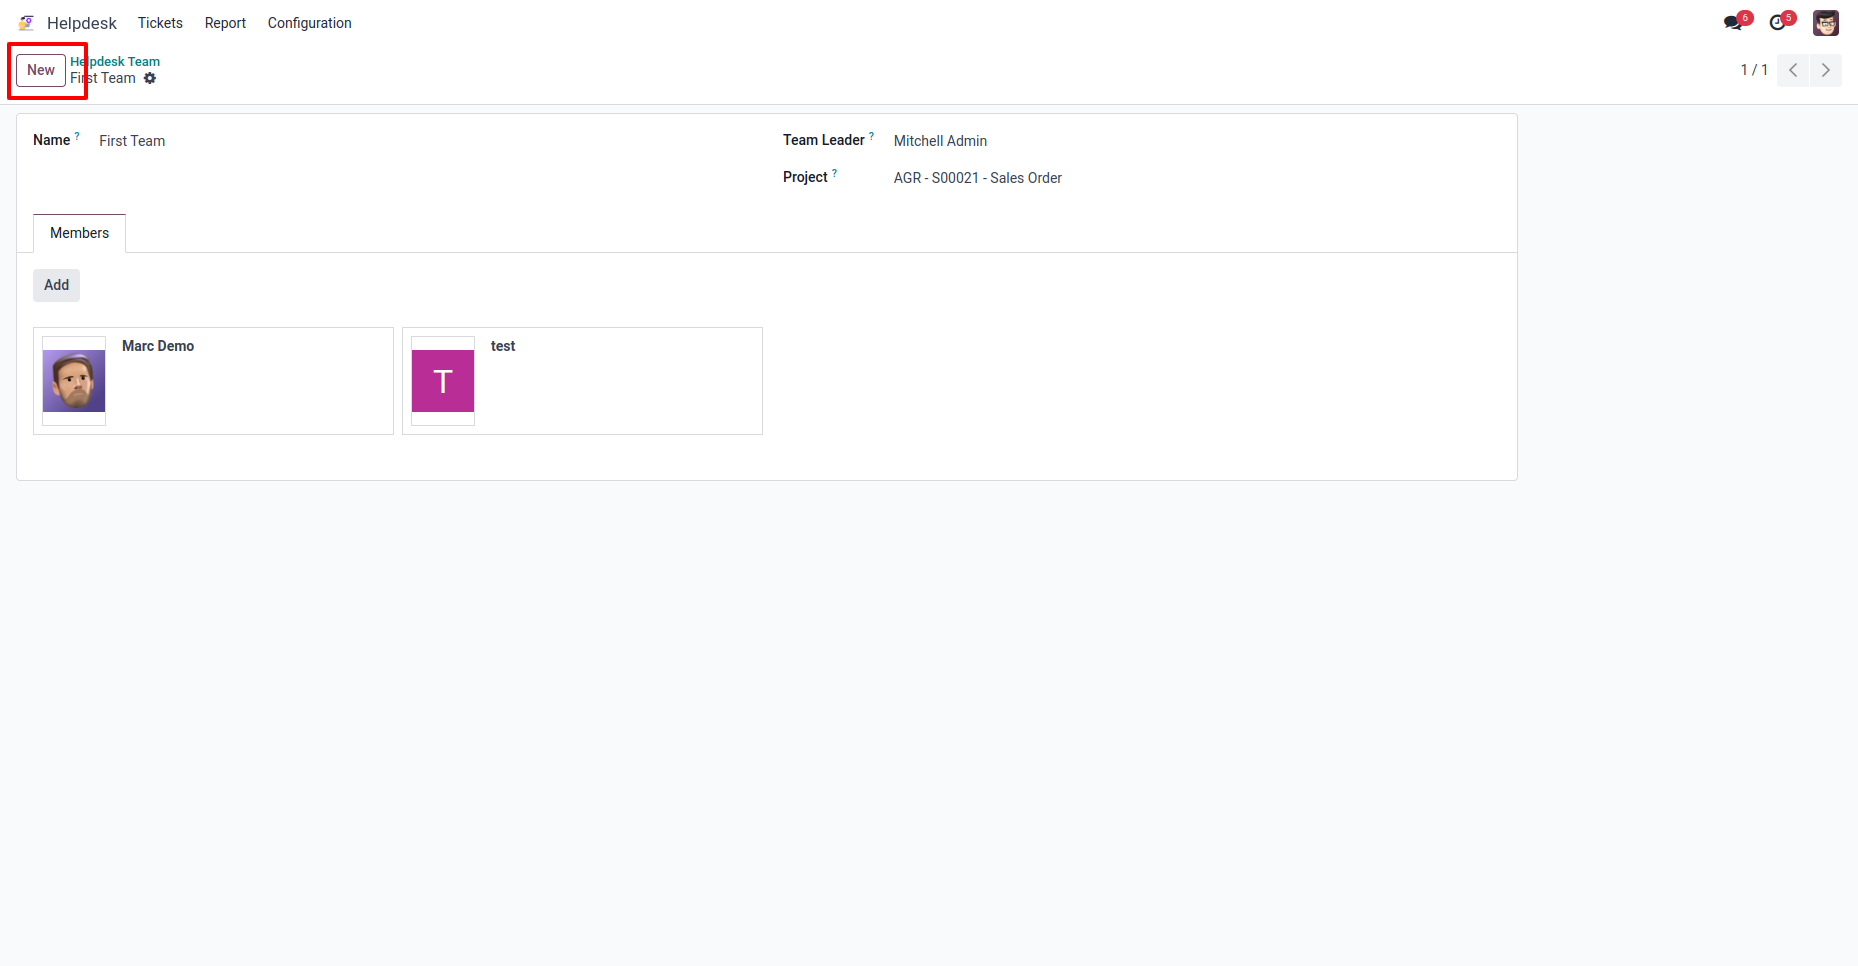 Helpdesk Tickets Report Configuration 6 5
New Helpdesk Team
First Team 1 / 1
Name ? First Team Team Leader ? Mitchell Admin
Project ? AGR - S00021 - Sales Order
Members
Add
Marc Demo test
T